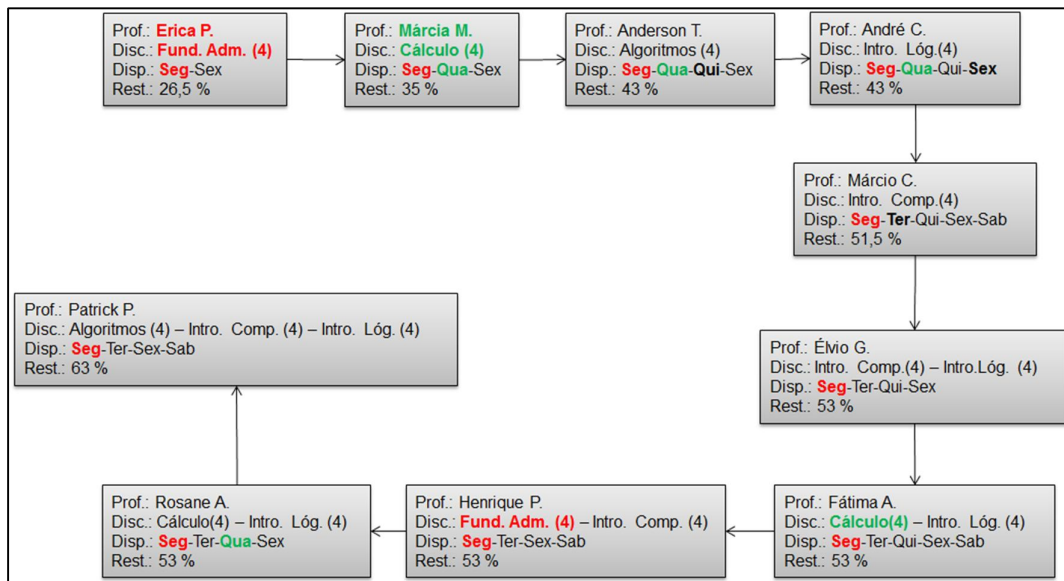 Prof.: Erica P.
Disc.: Fund. Adm. (4)
Disp.: Seg-Sex
Rest.: 26,5 %
Prof.: Márcia M.
Disc.: Cálculo (4)
Disp.: Seg-Qua-Sex
Rest.: 35 %
Prof.: Anderson T.
Disc.: Algoritmos (4)
Disp.: Seg-Qua-Qui-Sex
Rest.: 43 %
Prof.: André C.
Disc.: Intro. Lóg.(4)
Disp.: Seg-Qua-Qui-Sex
Rest.: 43 %
Prof.: Márcio C.
Disc.: Intro. Comp.(4)
Disp.: Seg-Ter-Qui-Sex-Sab
Rest.: 51,5 %
Prof.: Élvio G.
Disc.: Intro. Comp.(4) – Intro.Lóg. (4)
Disp.: Seg-Ter-Qui-Sex
Rest.: 53 %
Prof.: Fátima A.
Disc.: Cálculo(4) – Intro. Lóg. (4)
Disp.: Seg-Ter-Qui-Sex-Sab
Rest.: 53 %
Prof.: Henrique P.
Disc.: Fund. Adm. (4) – Intro. Comp. (4)
Disp.: Seg-Ter-Sex-Sab
Rest.: 53 %
Prof.: Rosane A.
Disc.: Cálculo(4) – Intro. Lóg. (4)
Disp.: Seg-Ter-Qua-Sex
Rest.: 53 %
Prof.: Patrick P.
Disc.: Algoritmos (4) – Intro. Comp. (4) – Intro. Lóg. (4)
Disp.: Seg-Ter-Sex-Sab
Rest.: 63 %